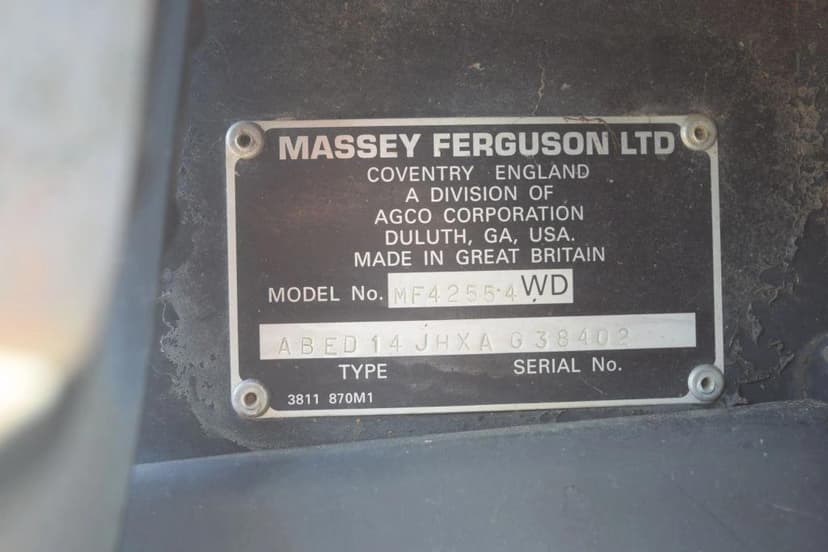 MASSEY FERGUSON LTD
COVENTRY ENGLAND
A DIVISION OF
AGCO CORPORATION
DULUTH, GA, USA.
MADE IN GREAT BRITAIN
MODEL No. MF4255·4WD
ABED14JHXA G38402
TYPE SERIAL No.
3811 870M1